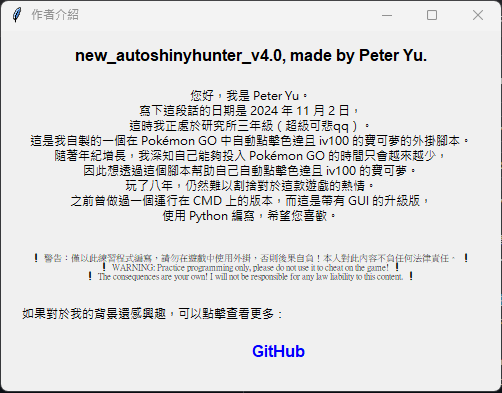 作者介紹
new_autoshinyhunter_v4.0, made by Peter Yu.
您好，我是 Peter Yu。
寫下這段話的日期是 2024 年 11 月 2 日，
這時我正處於研究所三年級（超級可悲qq）。
這是我自製的一個在 Pokémon GO 中自動點擊色違且 iv100 的寶可夢的外掛腳本。
隨著年紀增長，我深知自己能夠投入 Pokémon GO 的時間只會越來越少，
因此想透過這個腳本幫助自己自動點擊色違且 iv100 的寶可夢。
玩了八年，仍然難以割捨對於這款遊戲的熱情。
之前曾做過一個運行在 CMD 上的版本，而這是帶有 GUI 的升級版，
使用 Python 編寫，希望您喜歡。
❗ 警告：僅以此練習程式編寫，請勿在遊戲中使用外掛，否則後果自負！本人對此內容不負任何法律責任。 ❗
❗ WARNING: Practice programming only, please do not use it to cheat on the game! ❗
❗ The consequences are your own! I will not be responsible for any law liability to this content. ❗
如果對於我的背景還感興趣，可以點擊查看更多：
GitHub